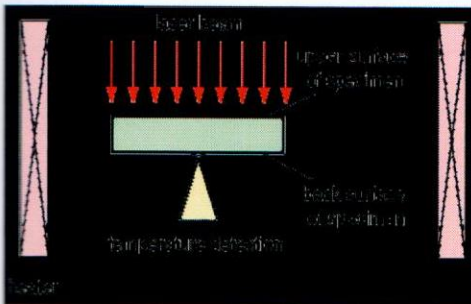 laser beam
upper surface
of specimen
back surface
of specimen
temperature detection
heater